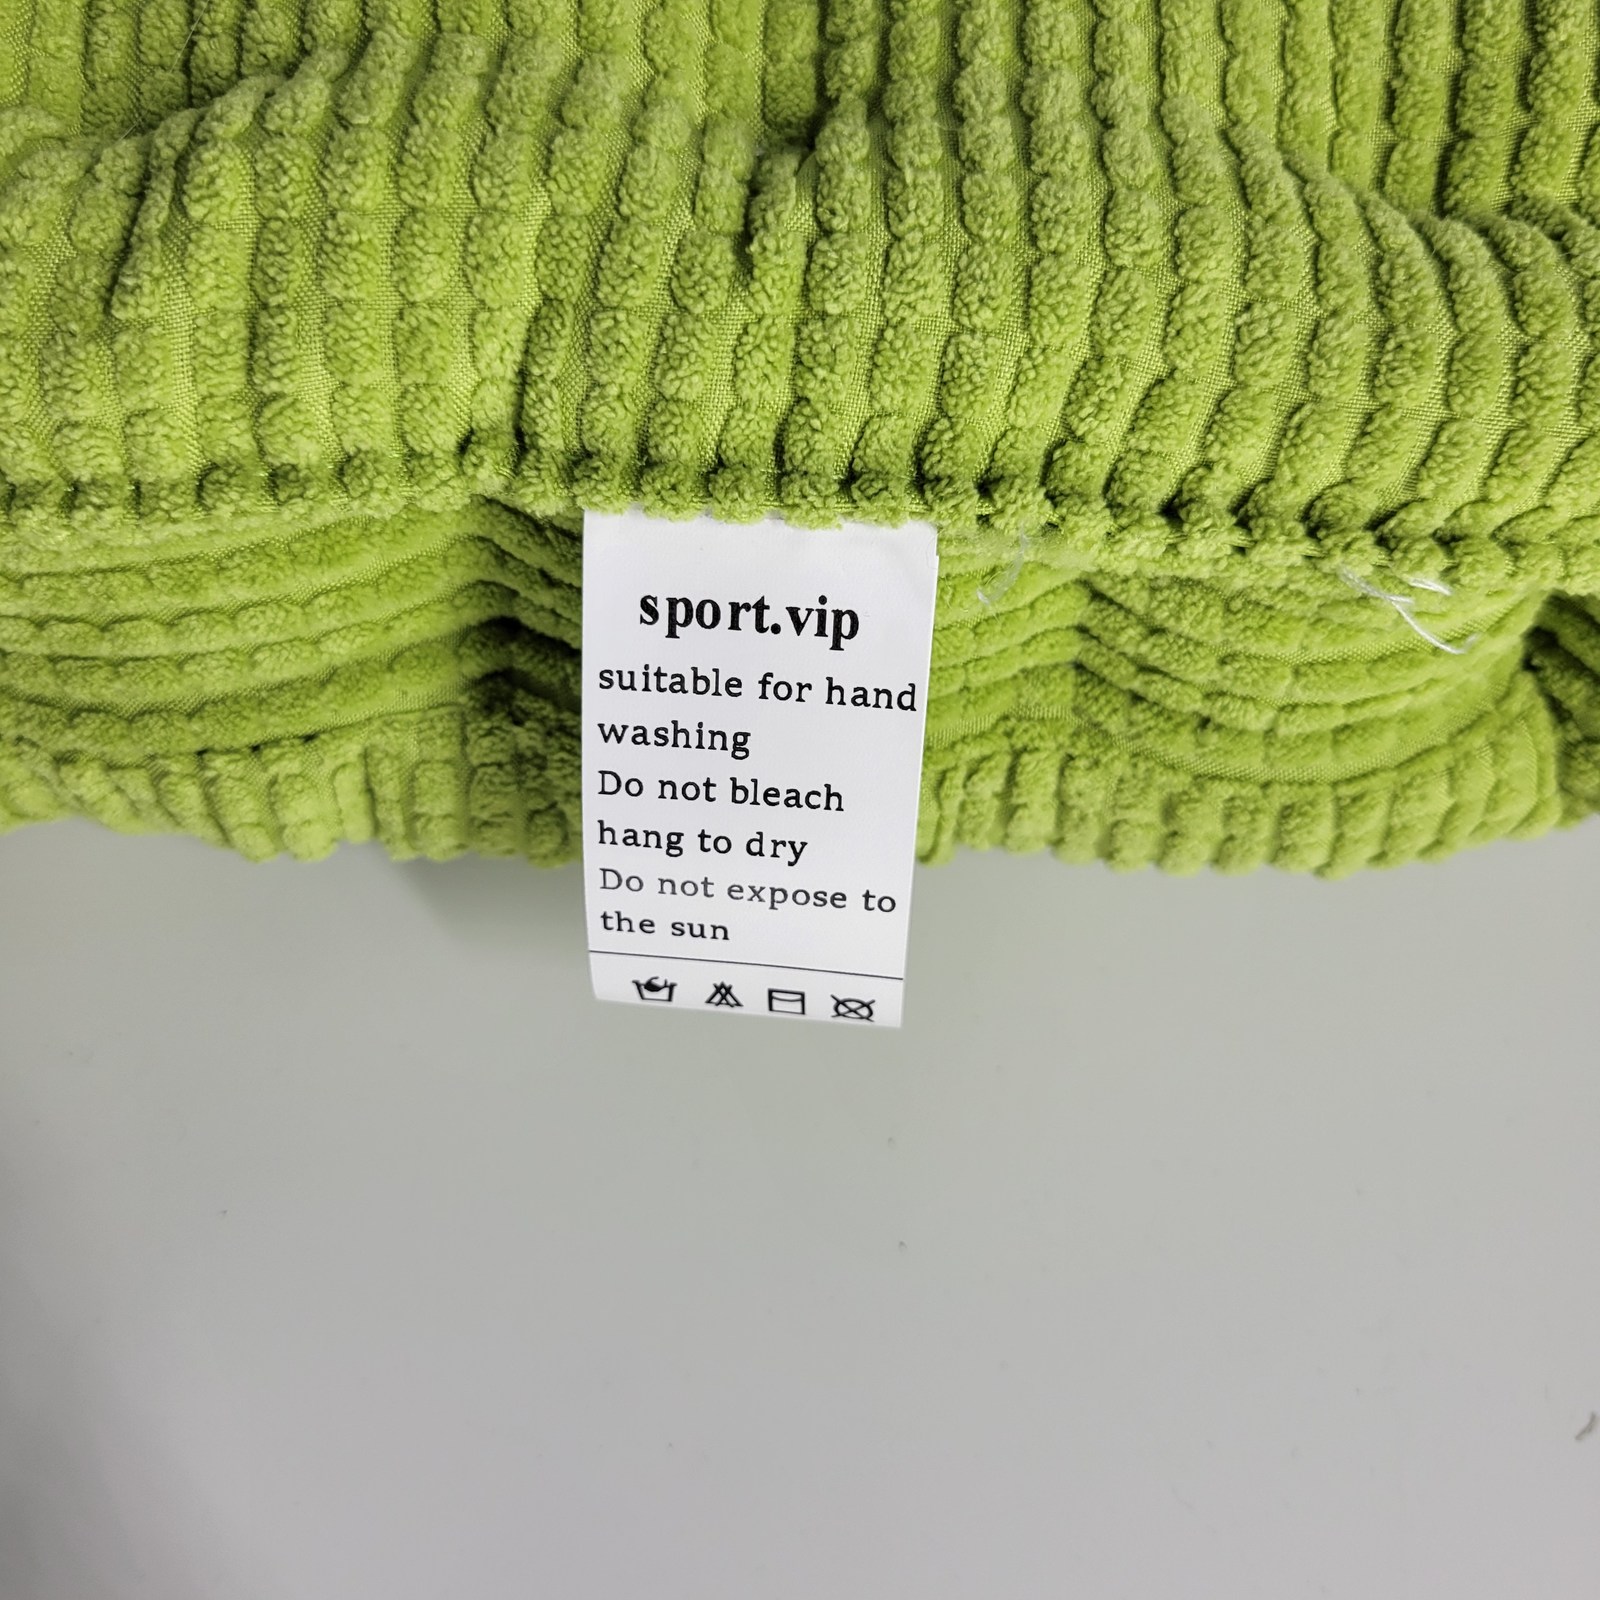 sport.vip
suitable for hand
washing
Do not bleach
hang to dry
Do not expose to
the sun